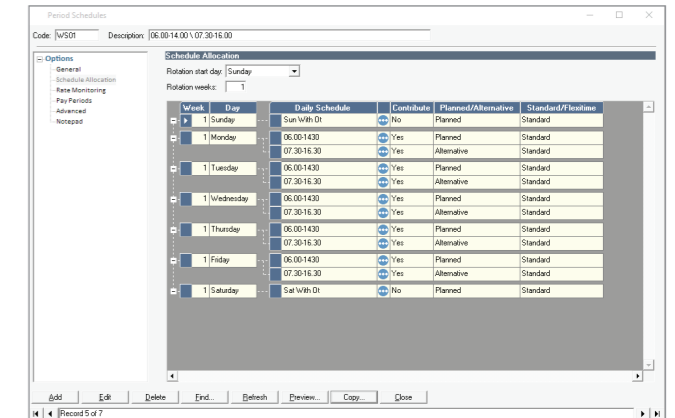 Period Schedules
Code: WS01 Description: 06.00-14.00 \ 07.30-16.00
Options
General
Schedule Allocation
Rate Monitoring
Pay Periods
Advanced
Notepad
Schedule Allocation
Rotation start day: Sunday
Rotation weeks: 1
Week Day Daily Schedule Contribute Planned/Alternative Standard/Flexitime
1 Sunday Sun With Ot No Planned Standard
1 Monday 06.00-1430 Yes Planned Standard
07.30-16.30 Yes Alternative Standard
1 Tuesday 06.00-1430 Yes Planned Standard
07.30-16.30 Yes Alternative Standard
1 Wednesday 06.00-1430 Yes Planned Standard
07.30-16.30 Yes Alternative Standard
1 Thursday 06.00-1430 Yes Planned Standard
07.30-16.30 Yes Alternative Standard
1 Friday 06.00-1430 Yes Planned Standard
07.30-16.30 Yes Alternative Standard
1 Saturday Sat With Ot No Planned Standard
Add Edit Delete Find... Refresh Preview... Copy... Close
Record 5 of 7